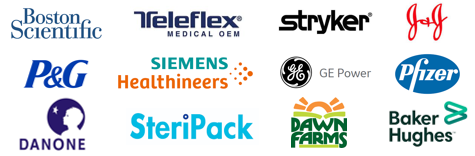 Boston
Scientific
Teleflex®
MEDICAL OEM
stryker®
J&J
P&G
SIEMENS
Healthineers
GE
GE Power
Pfizer
DANONE
SteriPack
DAWN
FARMS
Baker
Hughes